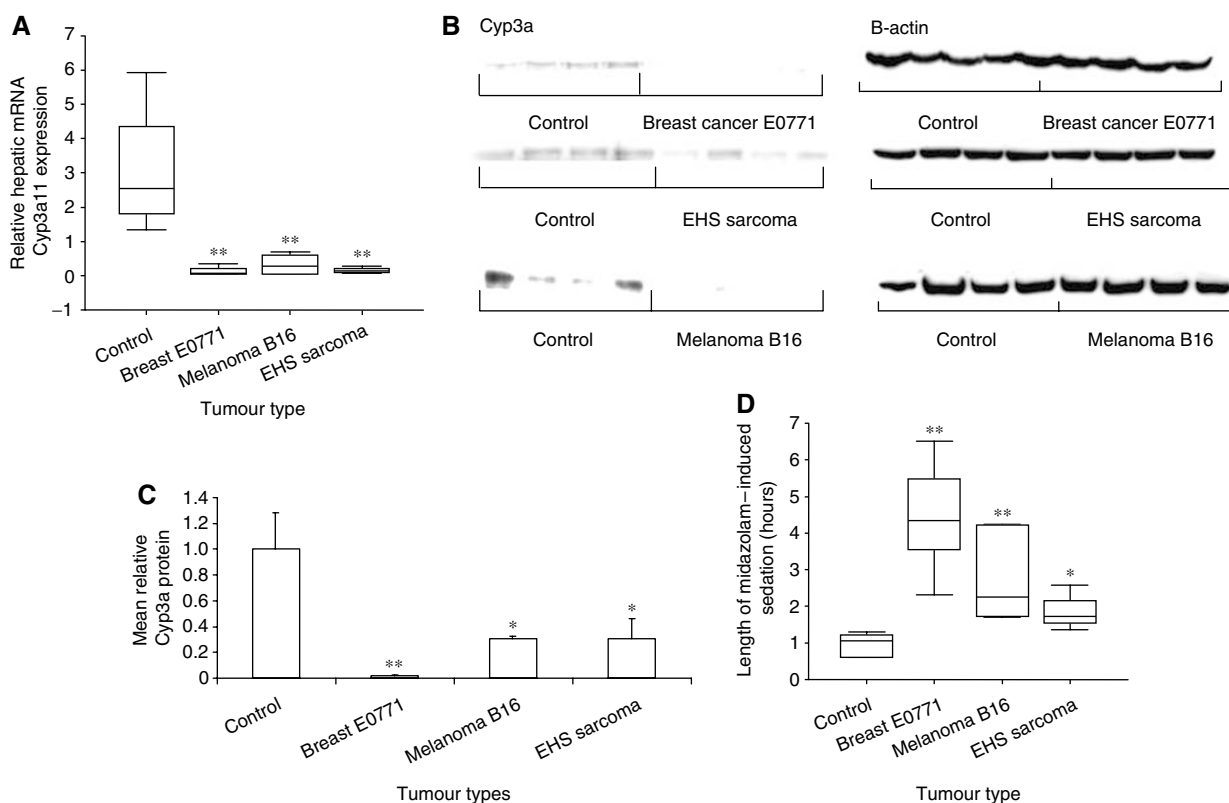 A
Relative hepatic mRNA
Cyp3a11 expression
7
6
5
4
3
2
1
0
−1
**
**
**
Control
Breast E0771
Melanoma B16
EHS sarcoma
Tumour type
B
Cyp3a
B-actin
Control
Breast cancer E0771
Control
Breast cancer E0771
Control
EHS sarcoma
Control
EHS sarcoma
Control
Melanoma B16
Control
Melanoma B16
C
Mean relative
Cyp3a protein
1.4
1.2
1.0
0.8
0.6
0.4
0.2
0
**
*
*
Control
Breast E0771
Melanoma B16
EHS sarcoma
Tumour types
D
Length of midazolam−induced
sedation (hours)
7
6
5
4
3
2
1
0
**
**
*
Control
Breast E0771
Melanoma B16
EHS sarcoma
Tumour type